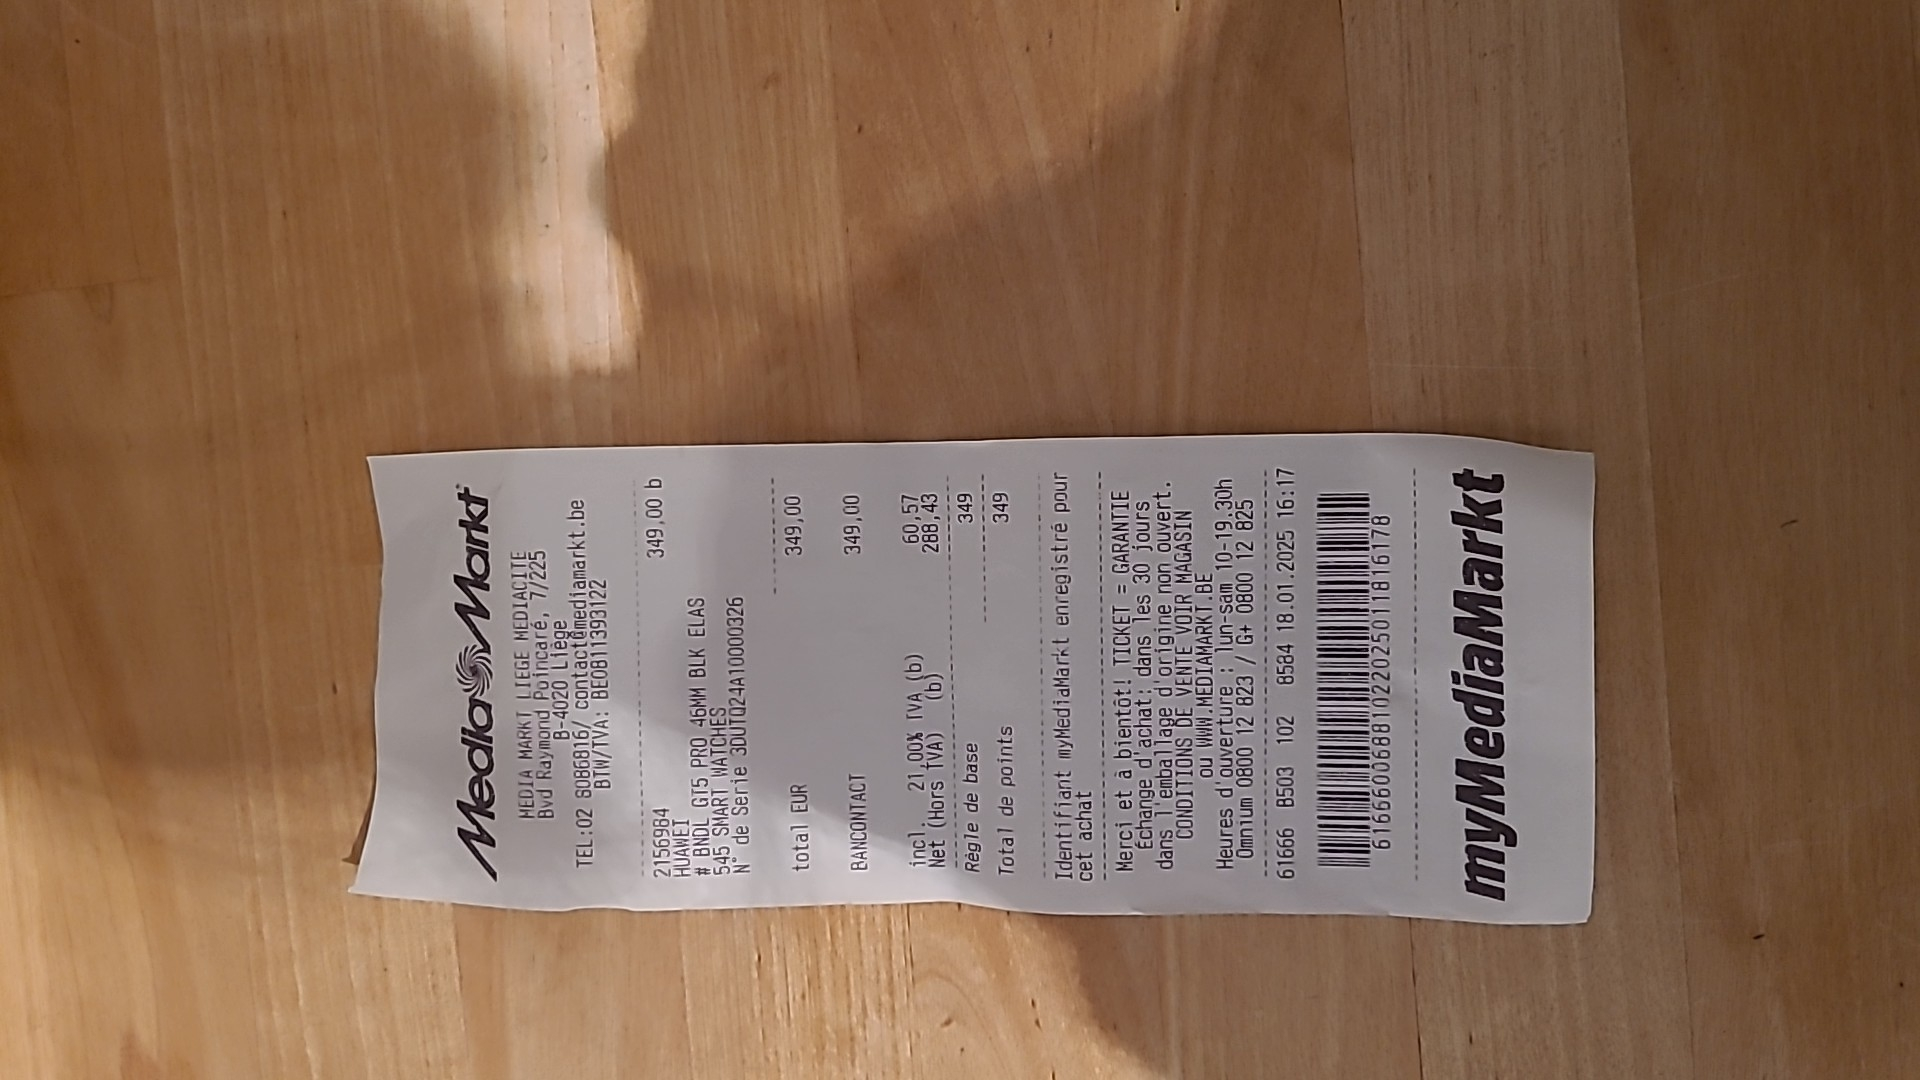 Media Markt
MEDIA MARKT LIEGE MEDIACITE
Bvd Raymond Poincaré, 7/225
B-4020 Liège
TEL:02 8086816/ contact@mediamarkt.be
BTW/TVA: BE0811393122
2156984 349,00 b
HUAWEI
# BNDL GT5 PRO 46MM BLK ELAS
545 SMART WATCHES
N° de Serie 3DUTQ24A10000326
total EUR 349,00
BANCONTACT 349,00
incl. 21,00% TVA (b) 60,57
Net (Hors TVA) (b) 288,43
Règle de base 349
Total de points 349
Identifiant myMediaMarkt enregistré pour
cet achat
Merci et à bientôt! TICKET = GARANTIE
Échange d'achat: dans les 30 jours
dans l'emballage d'origine non ouvert.
CONDITIONS DE VENTE VOIR MAGASIN
ou WWW.MEDIAMARKT.BE
Heures d'ouverture : lun-sam 10-19.30h
Omnium 0800 12 823 / G+ 0800 12 825
61666 B503 102 8584 18.01.2025 16:17
6166600688102202501181​6178
myMediaMarkt